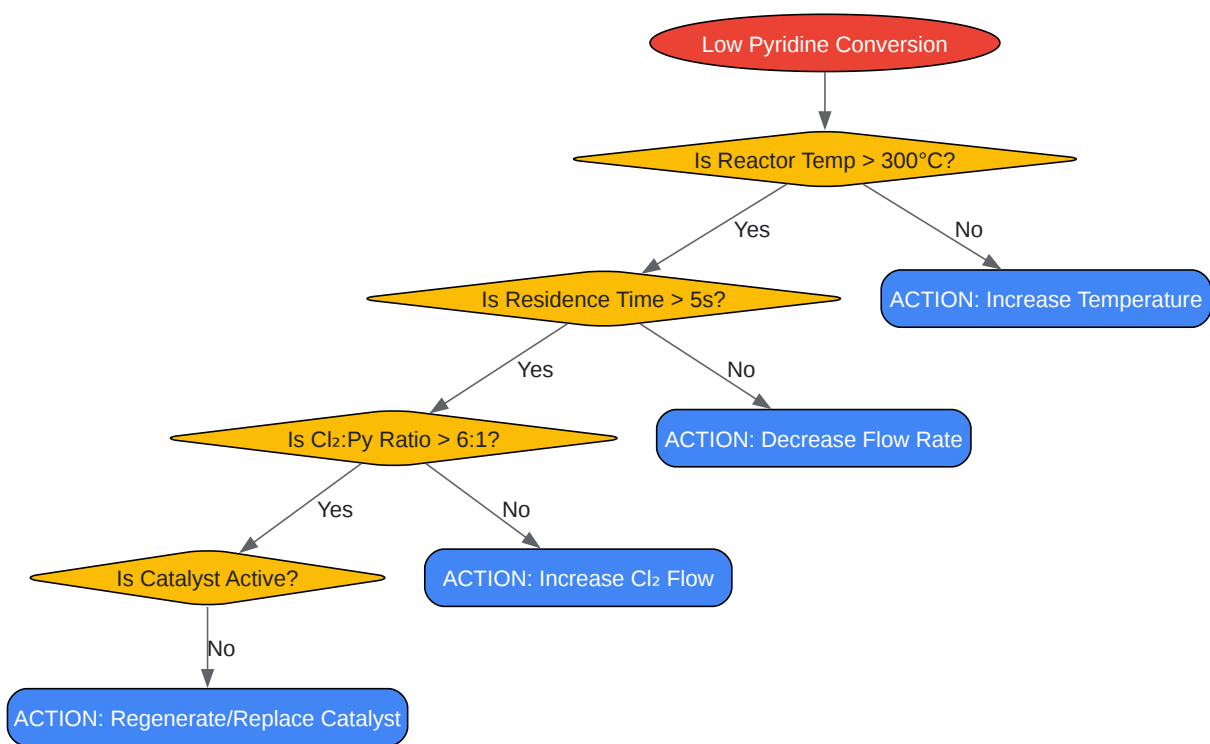 Low Pyridine Conversion
Is Reactor Temp > 300°C?
Yes
No
Is Residence Time > 5s?
ACTION: Increase Temperature
Yes
No
Is Cl₂:Py Ratio > 6:1?
ACTION: Decrease Flow Rate
Yes
No
Is Catalyst Active?
ACTION: Increase Cl₂ Flow
No
ACTION: Regenerate/Replace Catalyst